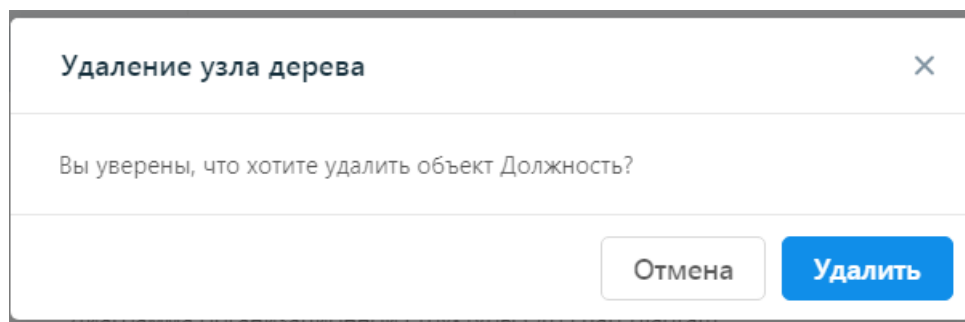 Удаление узла дерева
Вы уверены, что хотите удалить объект Должность?
Отмена
Удалить